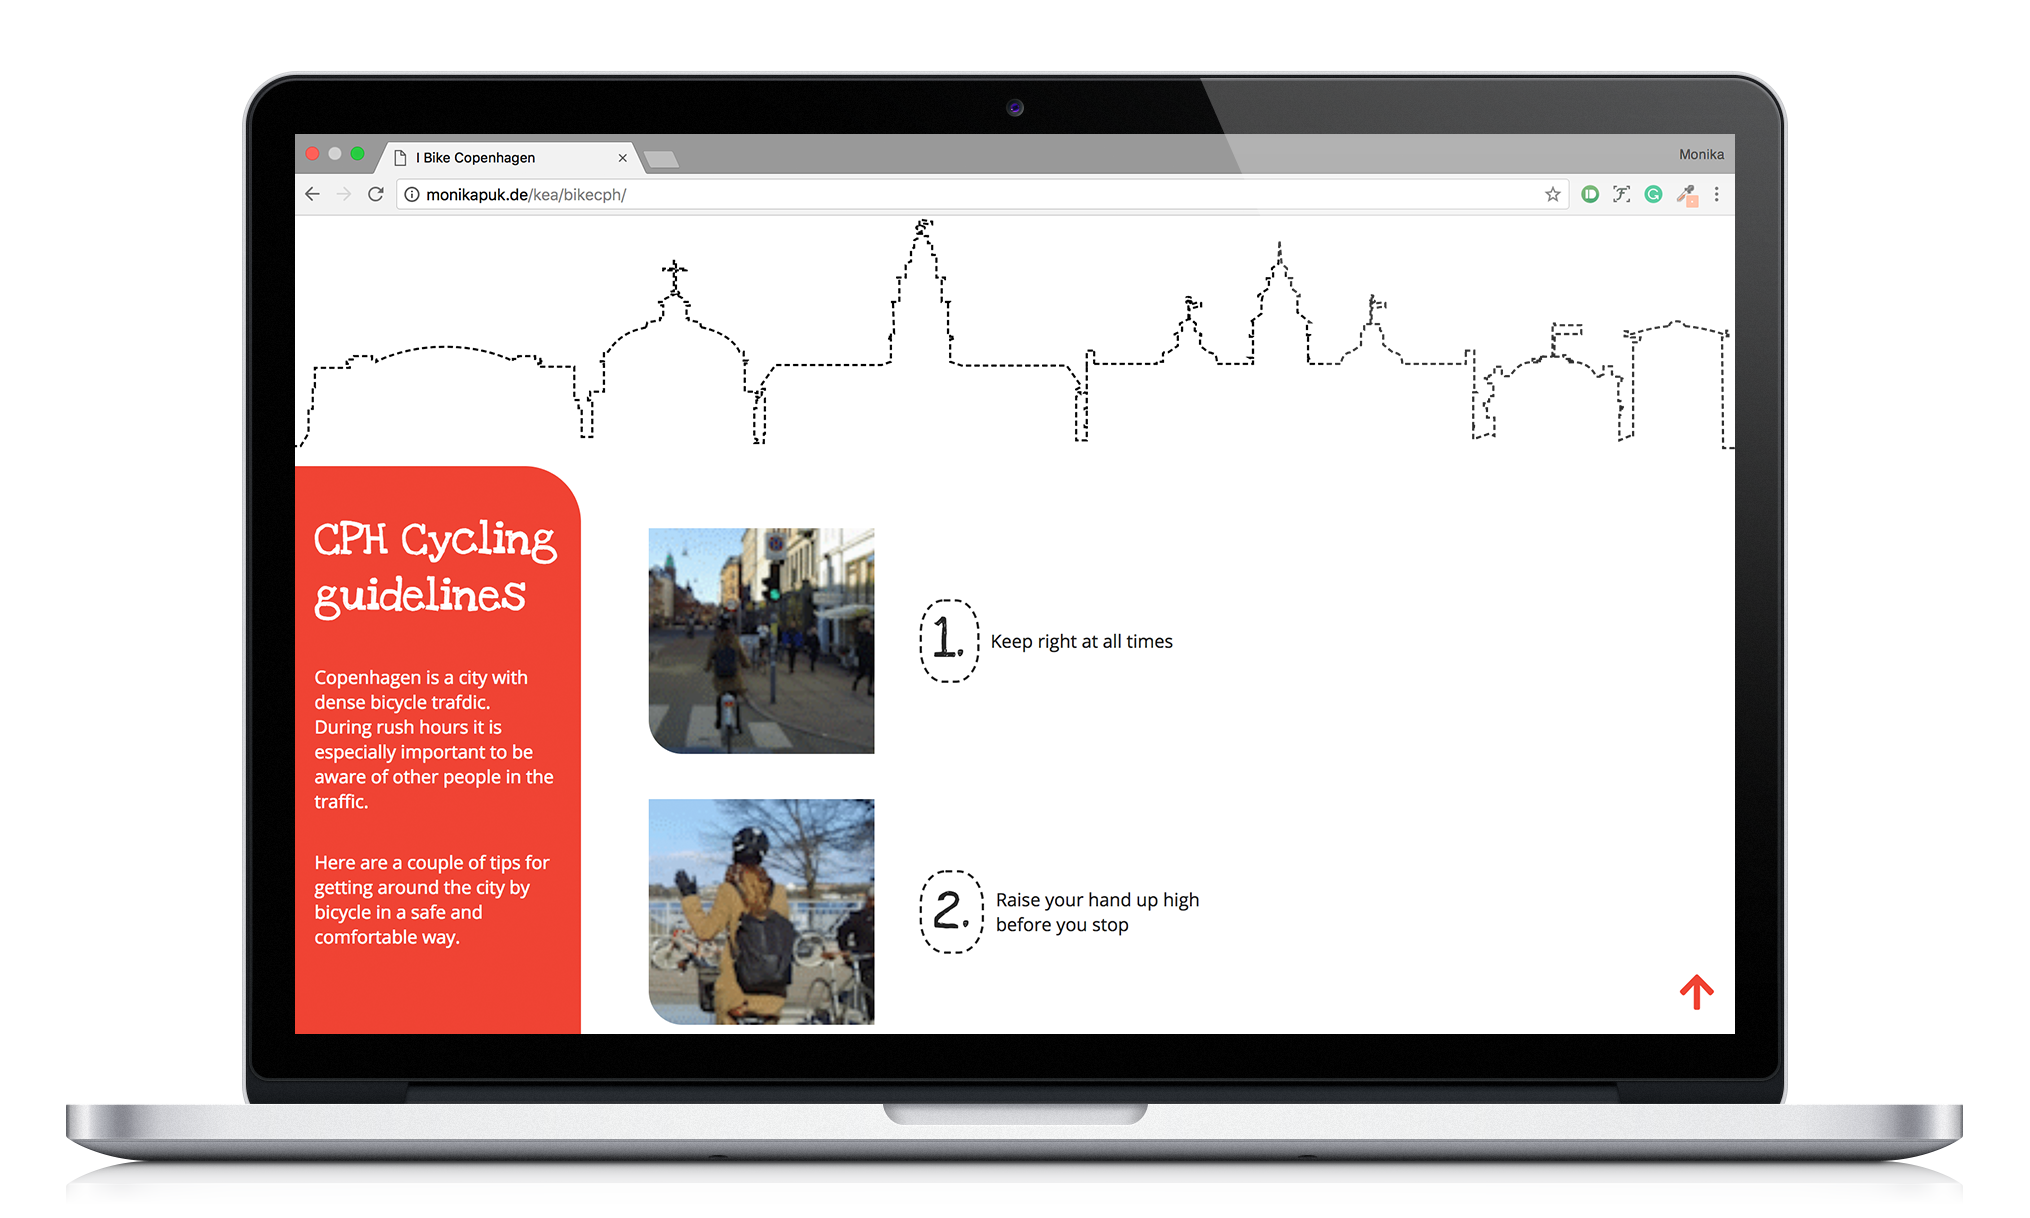 I Bike Copenhagen
Monika
monikapuk.de/kea/bikecph/
CPH Cycling
guidelines
Copenhagen is a city with
dense bicycle trafdic.
During rush hours it is
especially important to be
aware of other people in the
traffic.
Here are a couple of tips for
getting around the city by
bicycle in a safe and
comfortable way.
1.
Keep right at all times
2.
Raise your hand up high
before you stop